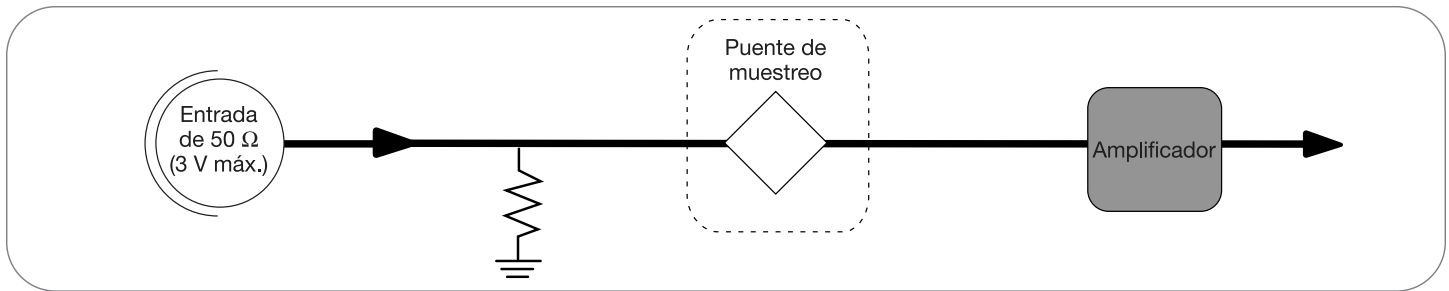 Puente de
muestreo
Entrada
de 50 Ω
(3 V máx.)
Amplificador